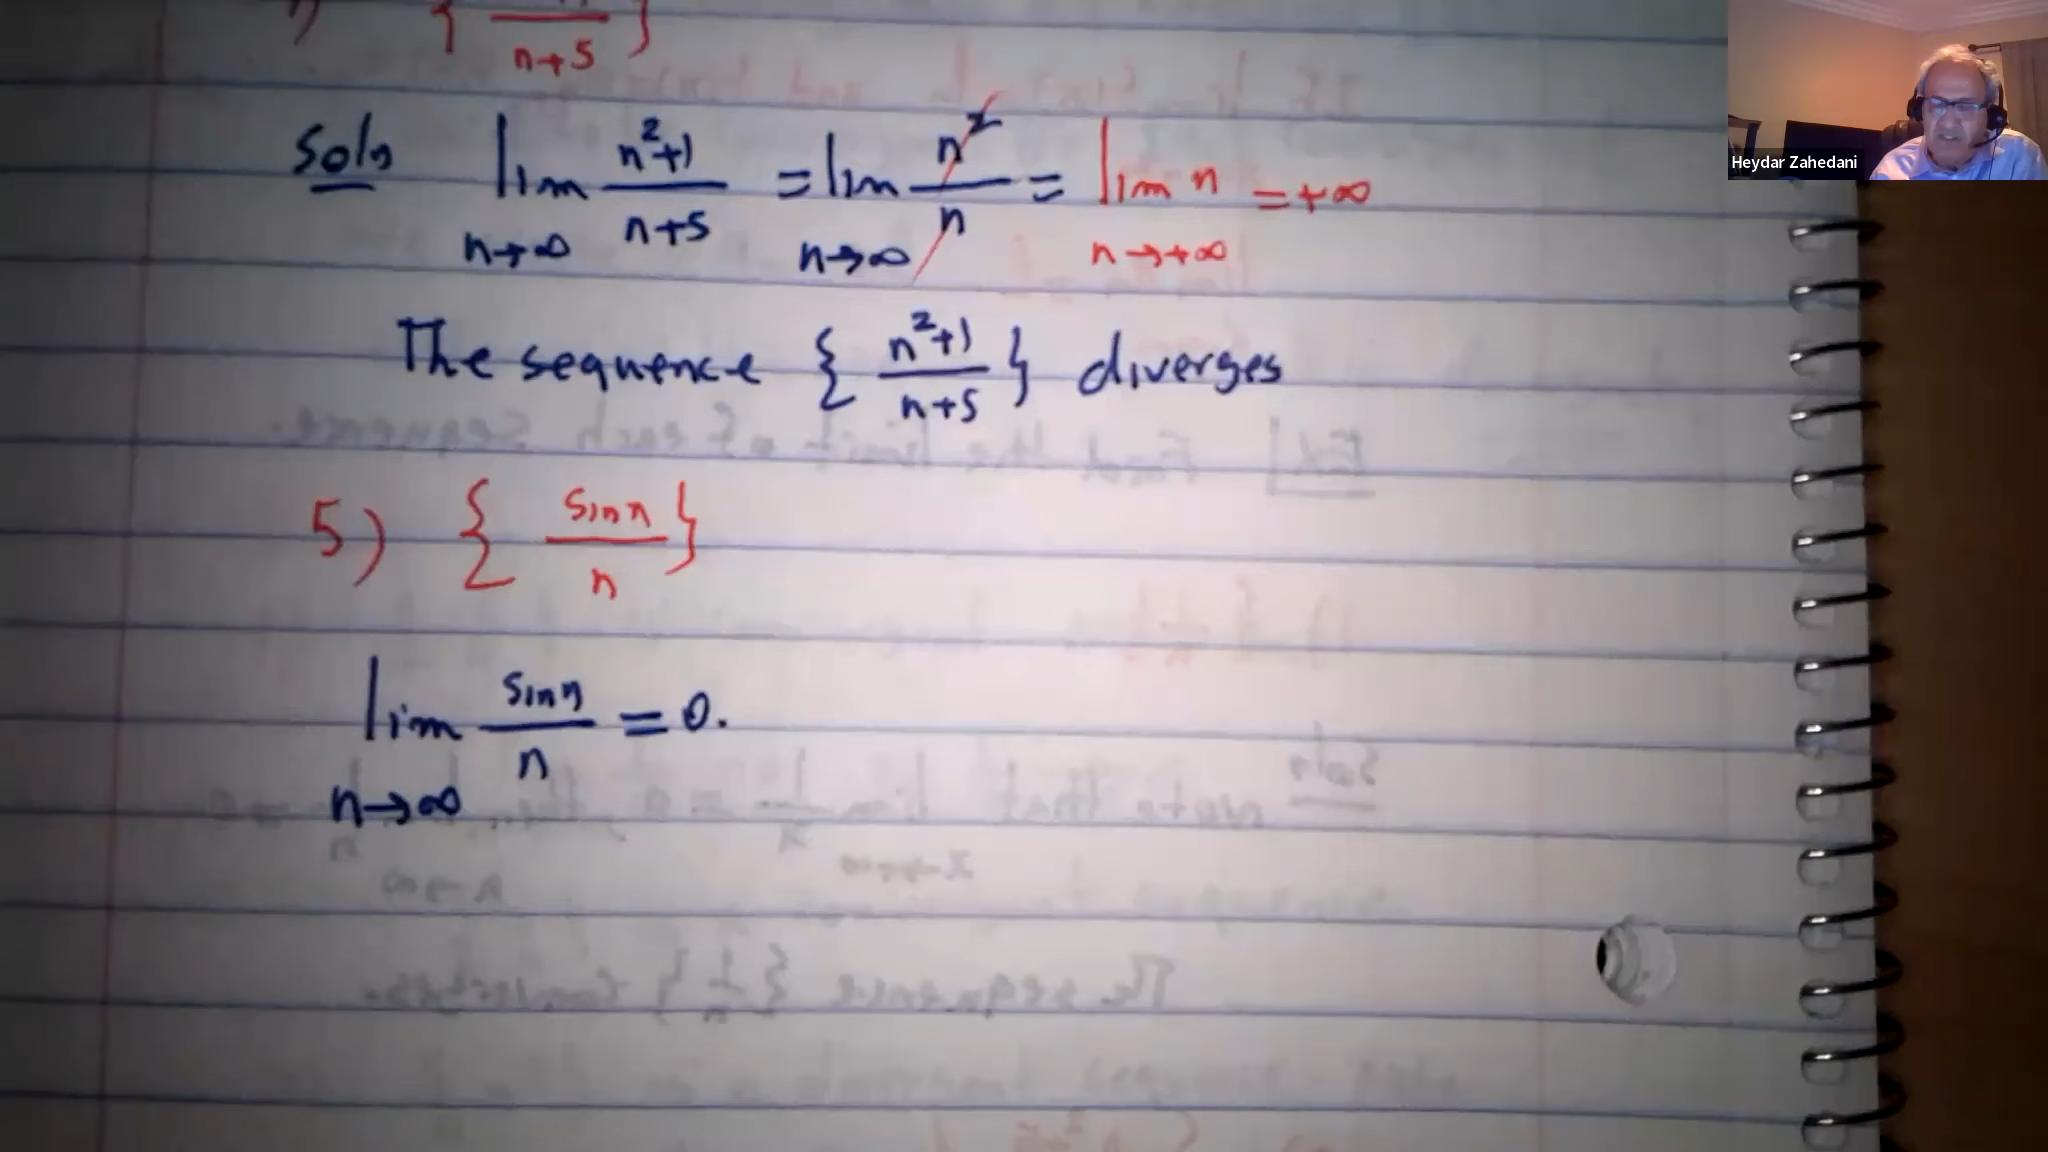 { n+5 }
Heydar Zahedani
Soln lim n→∞ n²+1 / n+5 = lim n→∞ n² / n = lim n→+∞ n = +∞
The sequence { n²+1 / n+5 } diverges
5) { sin n / n }
lim n→∞ sin n / n = 0.